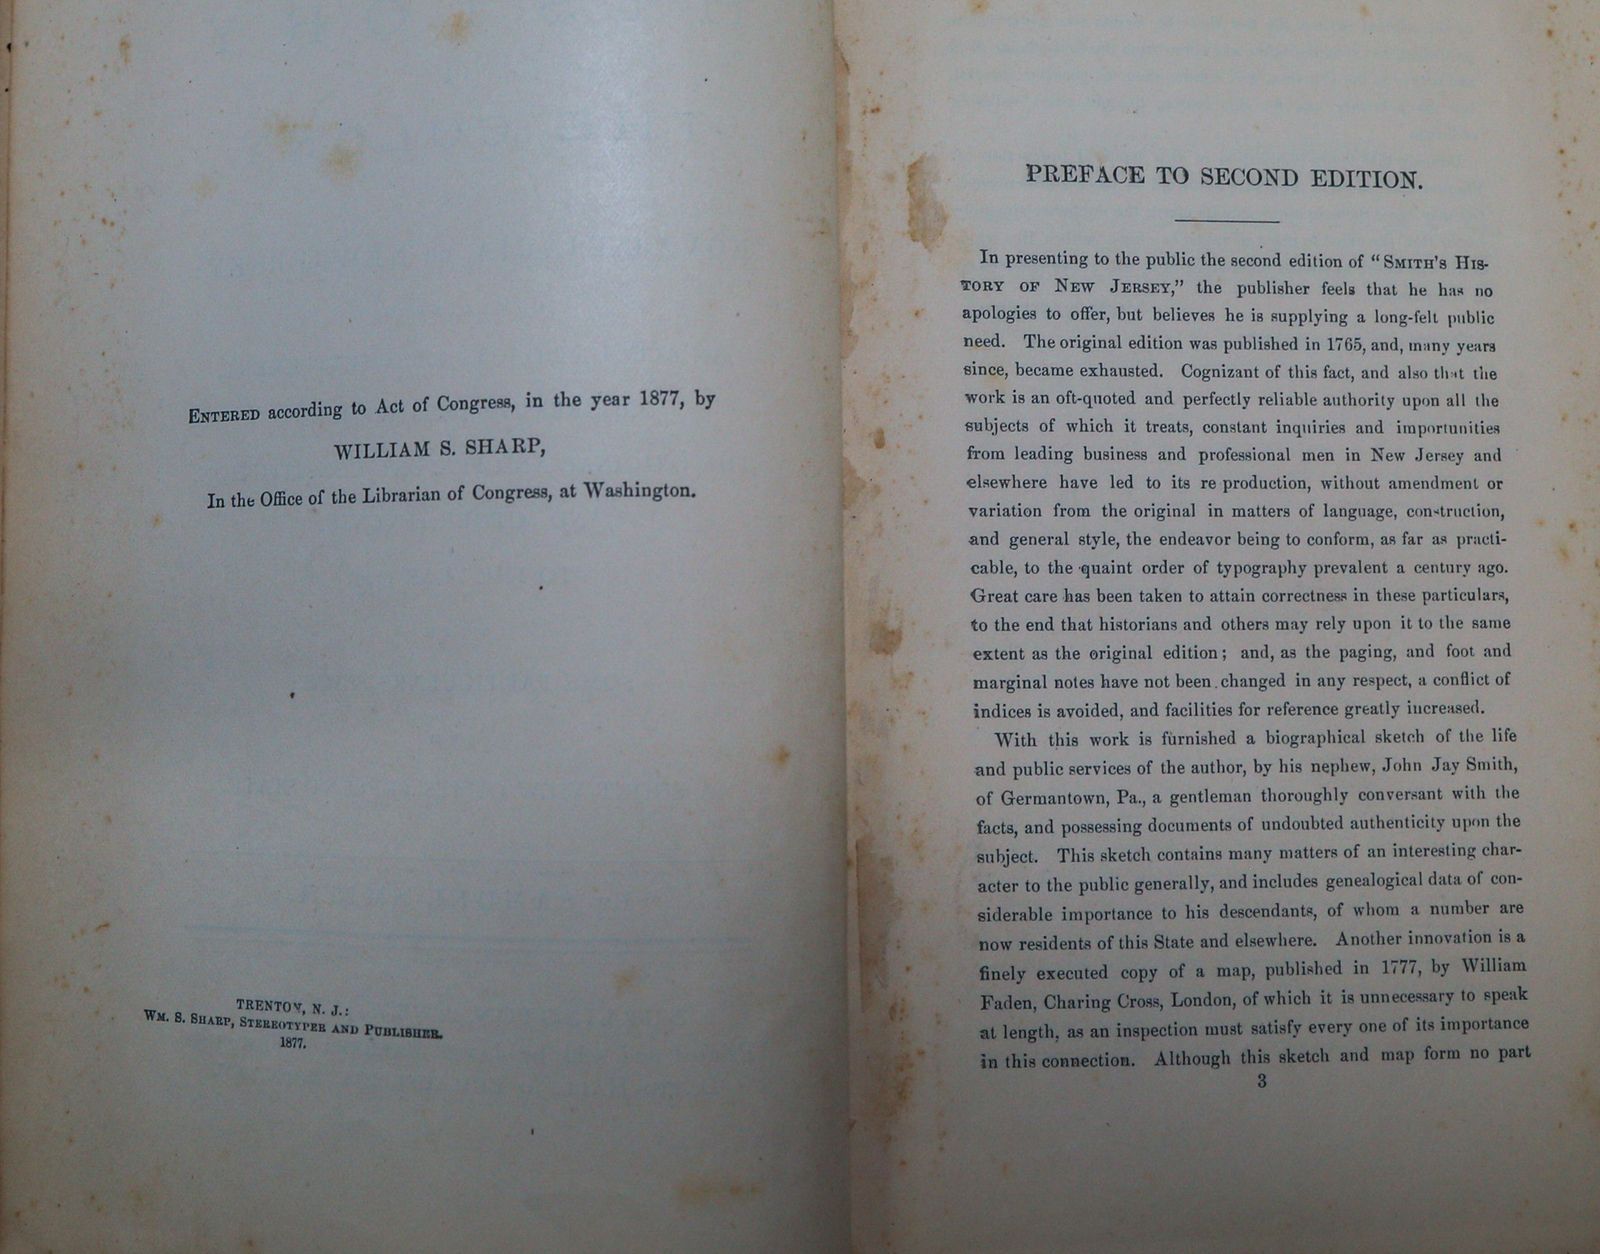 ENTERED according to Act of Congress, in the year 1877, by
WILLIAM S. SHARP,
In the Office of the Librarian of Congress, at Washington.
TRENTON, N. J.:
WM. S. SHARP, STEREOTYPER AND PUBLISHER.
1877.
PREFACE TO SECOND EDITION.
In presenting to the public the second edition of “SMITH’S HIS-
TORY OF NEW JERSEY,” the publisher feels that he has no
apologies to offer, but believes he is supplying a long-felt public
need. The original edition was published in 1765, and, many years
since, became exhausted. Cognizant of this fact, and also that the
work is an oft-quoted and perfectly reliable authority upon all the
subjects of which it treats, constant inquiries and importunities
from leading business and professional men in New Jersey and
elsewhere have led to its re production, without amendment or
variation from the original in matters of language, construction,
and general style, the endeavor being to conform, as far as practi-
cable, to the quaint order of typography prevalent a century ago.
Great care has been taken to attain correctness in these particulars,
to the end that historians and others may rely upon it to the same
extent as the original edition; and, as the paging, and foot and
marginal notes have not been changed in any respect, a conflict of
indices is avoided, and facilities for reference greatly increased.
With this work is furnished a biographical sketch of the life
and public services of the author, by his nephew, John Jay Smith,
of Germantown, Pa., a gentleman thoroughly conversant with the
facts, and possessing documents of undoubted authenticity upon the
subject. This sketch contains many matters of an interesting char-
acter to the public generally, and includes genealogical data of con-
siderable importance to his descendants, of whom a number are
now residents of this State and elsewhere. Another innovation is a
finely executed copy of a map, published in 1777, by William
Faden, Charing Cross, London, of which it is unnecessary to speak
at length, as an inspection must satisfy every one of its importance
in this connection. Although this sketch and map form no part
3